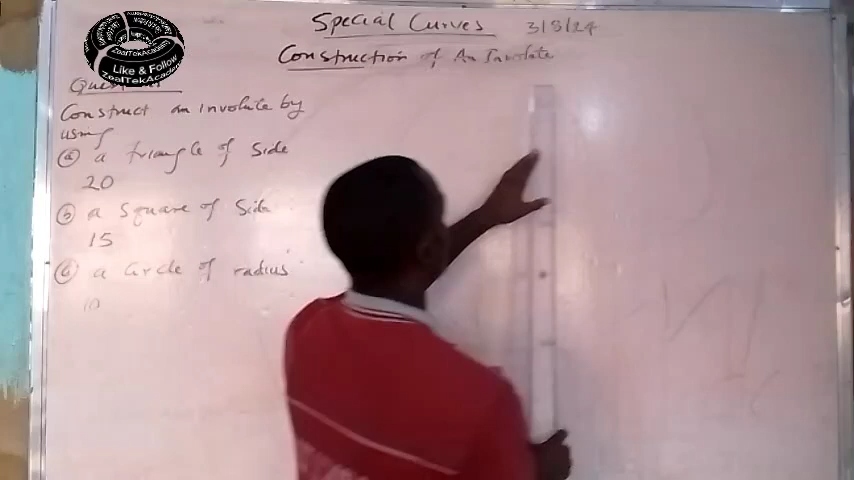 Special Curves 3/8/24
Construction of An Involute
Question
Construct an involute by
using
(a) a triangle of side
20
(b) a square of side
15
(c) a circle of radius
10
Like & Follow
ZealTekAcademy